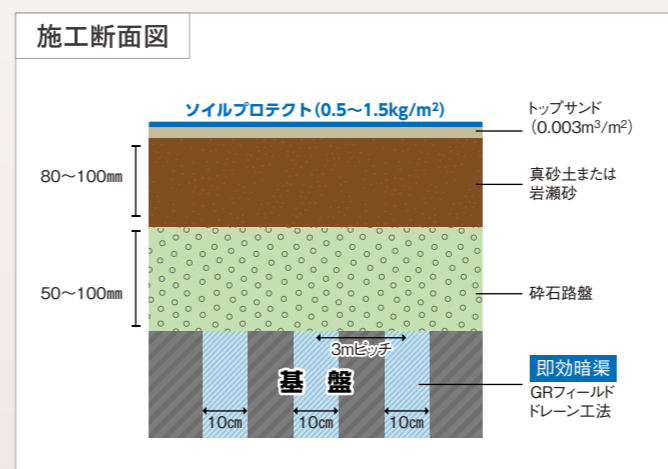 施工断面図
ソイルプロテクト(0.5〜1.5kg/m²)
トップサンド
(0.003m³/m²)
80〜100㎜
真砂土または
岩瀬砂
50〜100㎜
砕石路盤
3mピッチ
基 盤
即効暗渠
GRフィールド
ドレーン工法
10㎝
10㎝
10㎝